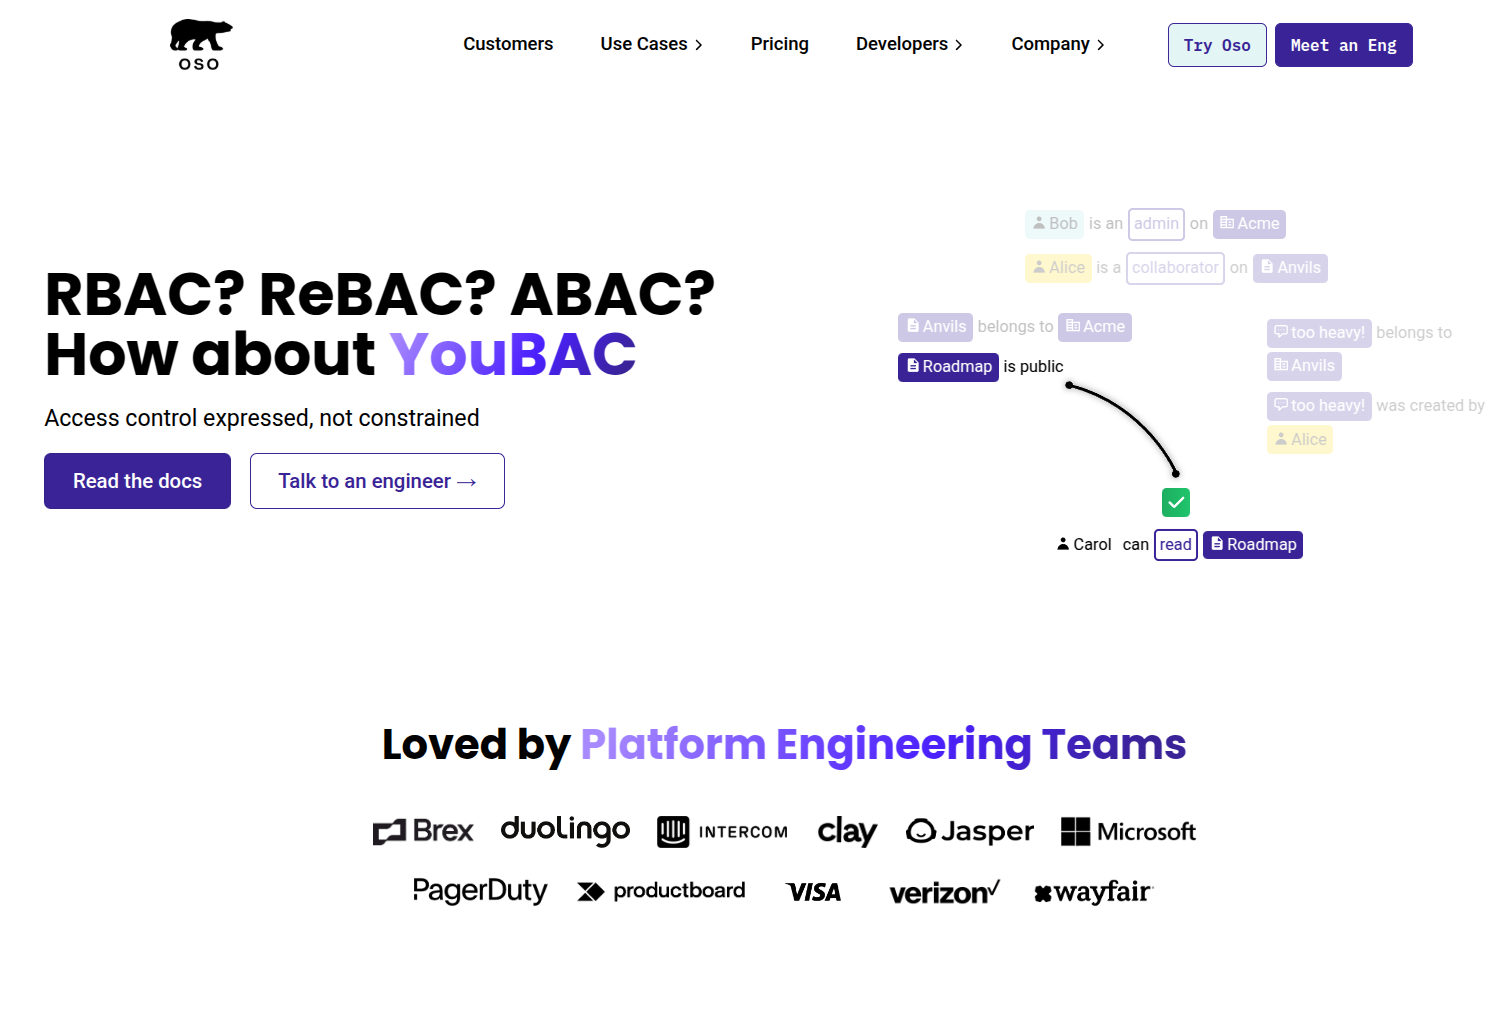 OSO
Customers
Use Cases
Pricing
Developers
Company
Try Oso
Meet an Eng
RBAC? ReBAC? ABAC?
How about YouBAC
Access control expressed, not constrained
Read the docs
Talk to an engineer →
Bob is an admin on Acme
Alice is a collaborator on Anvils
Anvils belongs to Acme
Roadmap is public
too heavy! belongs to
Anvils
too heavy! was created by
Alice
Carol can read Roadmap
Loved by Platform Engineering Teams
Brex
duolingo
INTERCOM
clay
Jasper
Microsoft
PagerDuty
productboard
VISA
verizon✓
wayfair